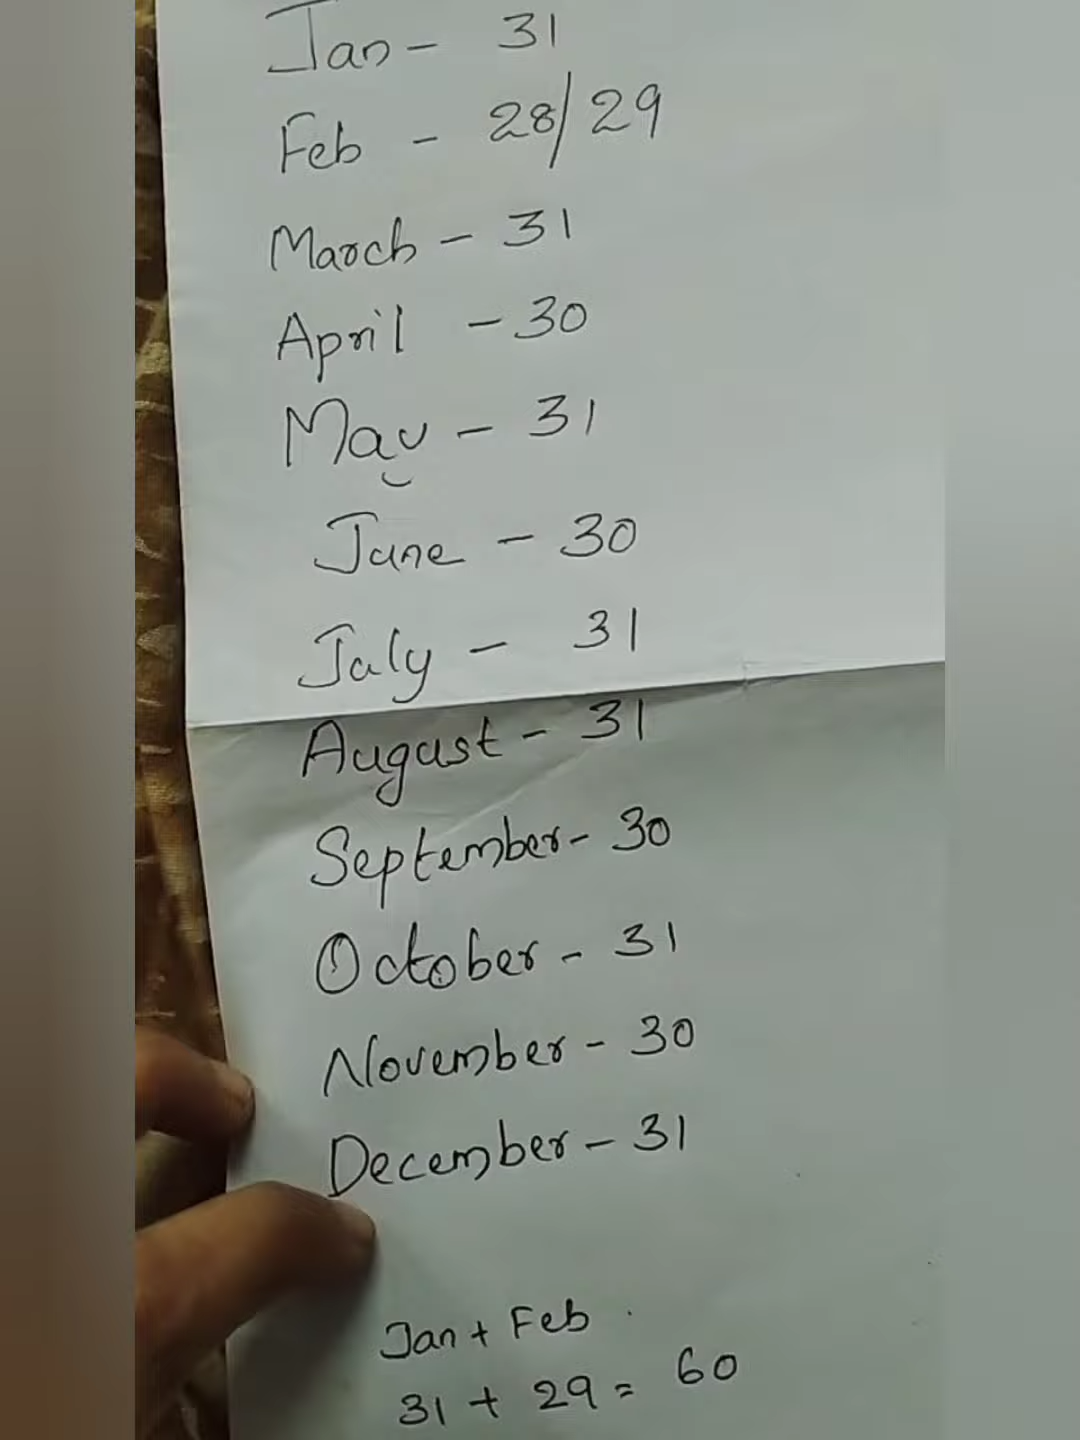 Jan - 31
Feb - 28/29
March - 31
April - 30
May - 31
June - 30
July - 31
August - 31
September - 30
October - 31
November - 30
December - 31
Jan + Feb
31 + 29 = 60